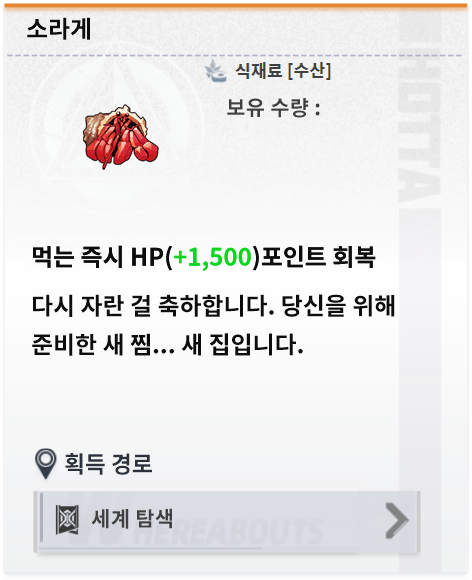 소라게
식재료 [수산]
보유 수량 :
HOTTA
먹는 즉시 HP(+1,500)포인트 회복
다시 자란 걸 축하합니다. 당신을 위해
준비한 새 찜... 새 집입니다.
획득 경로
세계 탐색
WHEREABOUTS